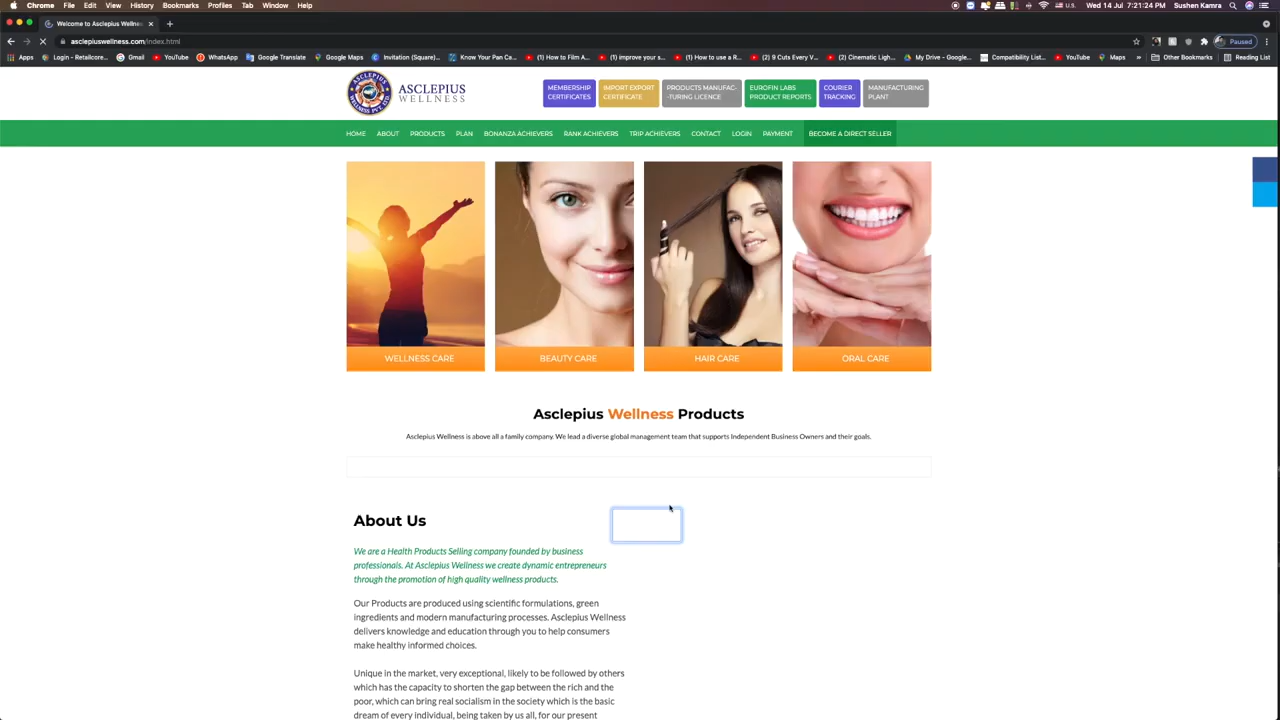 Chrome File Edit View History Bookmarks Profiles Tab Window Help
U.S. Wed 14 Jul 7:21:24 PM Sushen Kamra
Welcome to Asclepius Wellne
asclepiuswellness.com/index.html
Paused
Apps Login - Retailcore... Gmail YouTube WhatsApp Google Translate Google Maps Invitation (Square)... Know Your Pan Ca... (1) How to Film A... (1) improve your s... (1) How to use a R... (2) 9 Cuts Every V... (2) Cinematic Ligh... My Drive - Google... Compatibility List... YouTube Maps » Other Bookmarks Reading List
ASCLEPIUS
WELLNESS
MEMBERSHIP
CERTIFICATES
IMPORT EXPORT
CERTIFICATE
PRODUCTS MANUFAC-
-TURING LICENCE
EUROFIN LABS
PRODUCT REPORTS
COURIER
TRACKING
MANUFACTURING
PLANT
HOME ABOUT PRODUCTS PLAN BONANZA ACHIEVERS RANK ACHIEVERS TRIP ACHIEVERS CONTACT LOGIN PAYMENT BECOME A DIRECT SELLER
WELLNESS CARE BEAUTY CARE HAIR CARE ORAL CARE
Asclepius Wellness Products
Asclepius Wellness is above all a family company. We lead a diverse global management team that supports Independent Business Owners and their goals.
About Us
We are a Health Products Selling company founded by business
professionals. At Asclepius Wellness we create dynamic entrepreneurs
through the promotion of high quality wellness products.
Our Products are produced using scientific formulations, green
ingredients and modern manufacturing processes. Asclepius Wellness
delivers knowledge and education through you to help consumers
make healthy informed choices.
Unique in the market, very exceptional, likely to be followed by others
which has the capacity to shorten the gap between the rich and the
poor, which can bring real socialism in the society which is the basic
dream of every individual, being taken by us all, for our present